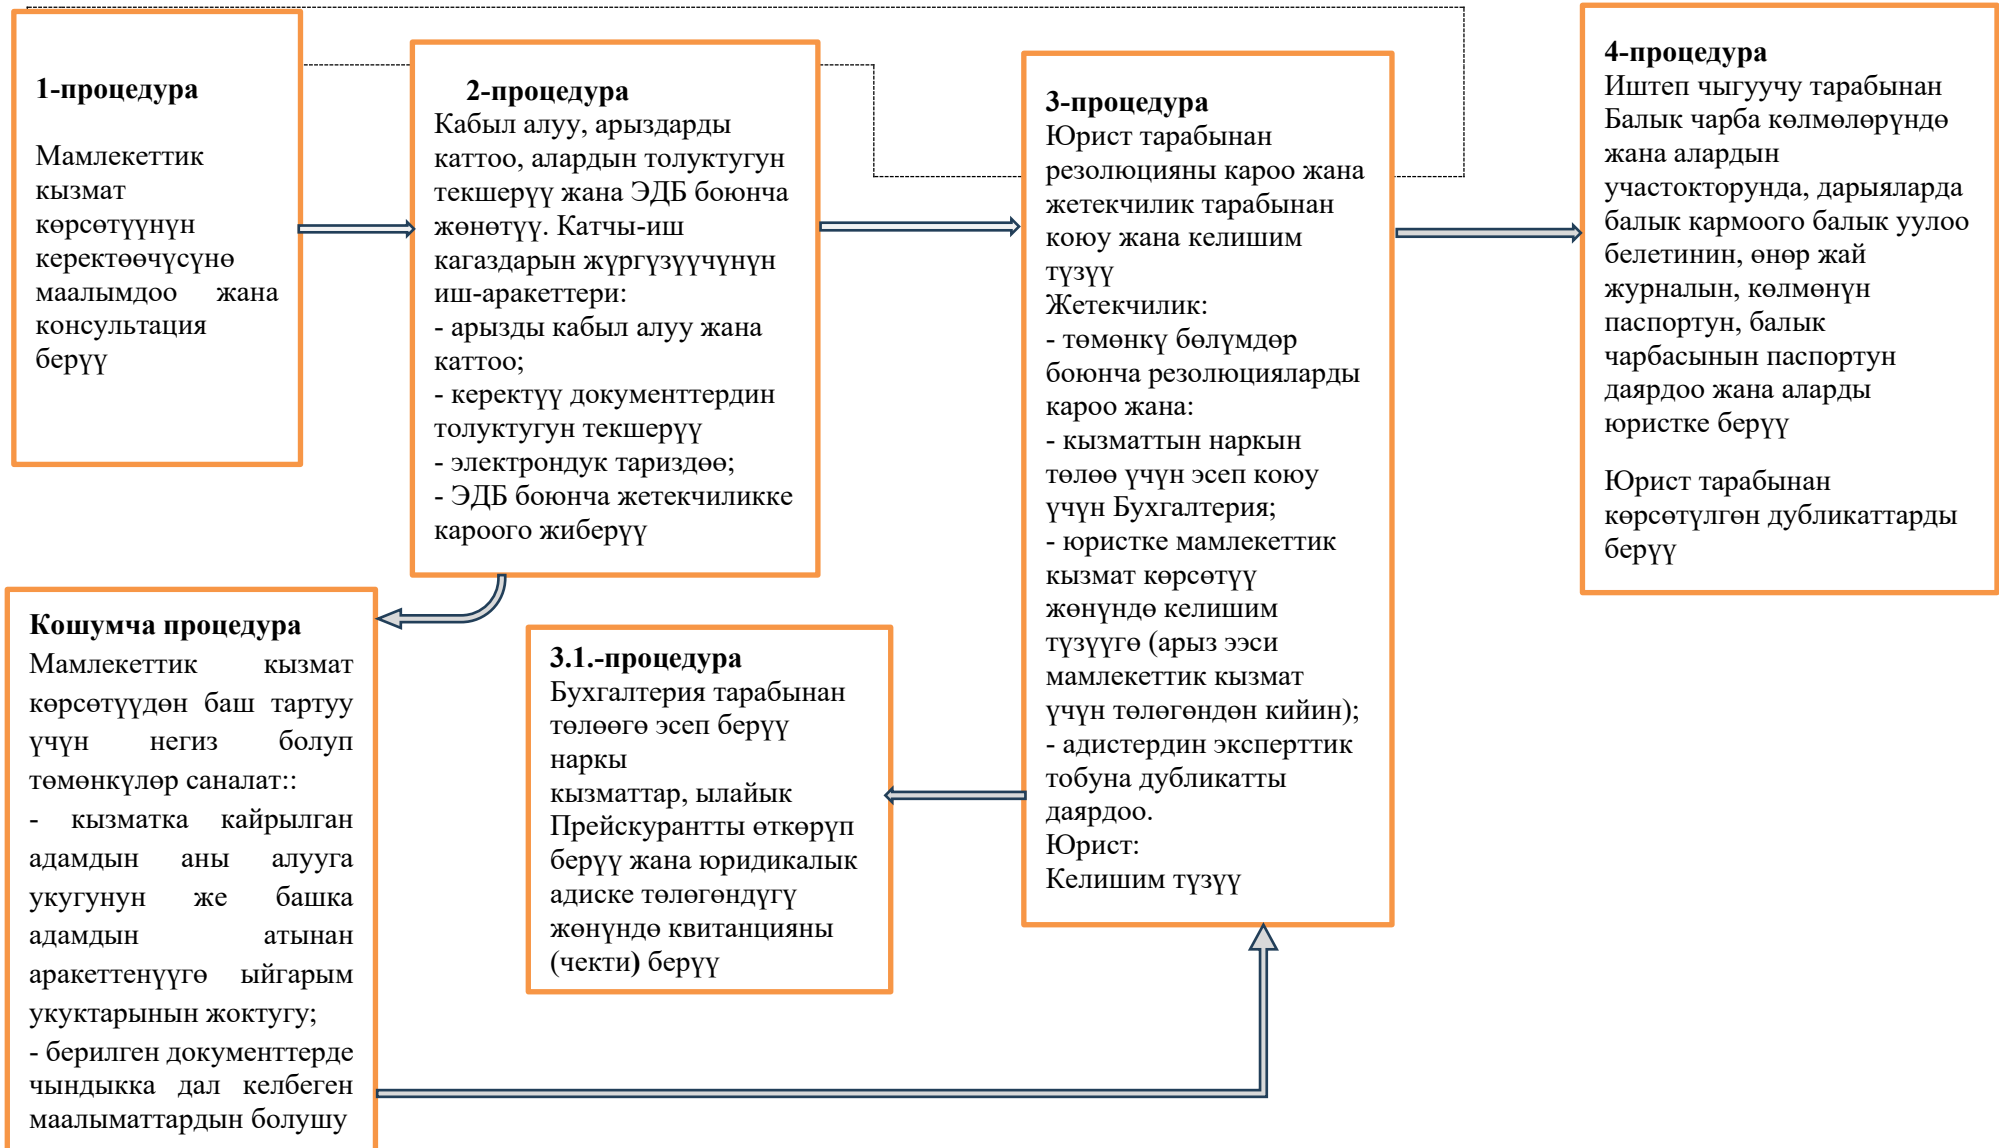 1-процедура
Мамлекеттик
кызмат
көрсөтүүнүн
керектөөчүсүнө
маалымдоо жана
консультация
берүү
2-процедура
Кабыл алуу, арыздарды
каттоо, алардын толуктугун
текшерүү жана ЭДБ боюнча
жөнөтүү. Катчы-иш
кагаздарын жүргүзүүчүнүн
иш-аракеттери:
- арызды кабыл алуу жана
каттоо;
- керектүү документтердин
толуктугун текшерүү
- электрондук тариздөө;
- ЭДБ боюнча жетекчиликке
кароого жиберүү
3-процедура
Юрист тарабынан
резолюцияны кароо жана
жетекчилик тарабынан
коюу жана келишим
түзүү
Жетекчилик:
- төмөнкү бөлүмдөр
боюнча резолюцияларды
кароо жана:
- кызматтын наркын
төлөө үчүн эсеп коюу
үчүн Бухгалтерия;
- юристке мамлекеттик
кызмат көрсөтүү
жөнүндө келишим
түзүүгө (арыз ээси
мамлекеттик кызмат
үчүн төлөгөндөн кийин);
- адистердин эксперттик
тобуна дубликатты
даярдоо.
Юрист:
Келишим түзүү
4-процедура
Иштеп чыгуучу тарабынан
Балык чарба көлмөлөрүндө
жана алардын
участокторунда, дарыяларда
балык кармоого балык уулоо
белетинин, өнөр жай
журналын, көлмөнүн
паспортун, балык
чарбасынын паспортун
даярдоо жана аларды
юристке берүү
Юрист тарабынан
көрсөтүлгөн дубликаттарды
берүү
Кошумча процедура
Мамлекеттик кызмат
көрсөтүүдөн баш тартуу
үчүн негиз болуп
төмөнкүлөр саналат::
- кызматка кайрылган
адамдын аны алууга
укугунун же башка
адамдын атынан
аракеттенүүгө ыйгарым
укуктарынын жоктугу;
- берилген документтерде
чындыкка дал келбеген
маалыматтардын болушу
3.1.-процедура
Бухгалтерия тарабынан
төлөөгө эсеп берүү
наркы
кызматтар, ылайык
Прейскурантты өткөрүп
берүү жана юридикалык
адиске төлөгөндүгү
жөнүндө квитанцияны
(чекти) берүү